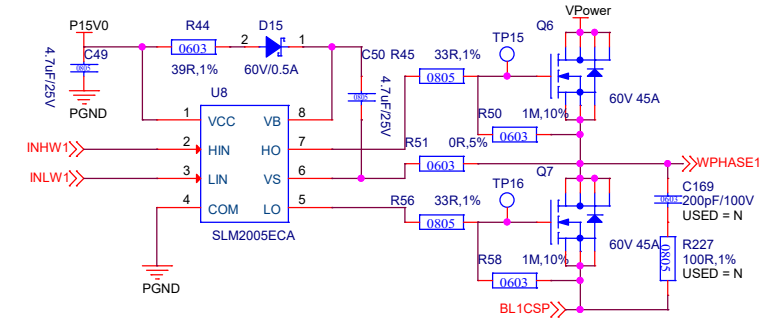 P15V0
R44
D15
VPower
C49
0805
4.7uF/25V
0603
2
1
39R,1%
60V/0.5A
C50
0805
4.7uF/25V
R45
33R,1%
0805
TP15
Q6
60V 45A
PGND
U8
1
VCC
VB
8
INHW1
2
HIN
HO
7
INLW1
3
LIN
VS
6
4
COM
LO
5
SLM2005ECA
PGND
R50
1M,10%
0603
R51
0R,5%
0603
WPHASE1
R56
33R,1%
0805
TP16
Q7
60V 45A
C169
0603
200pF/100V
USED = N
R58
1M,10%
0603
R227
0805
100R,1%
USED = N
BL1CSP